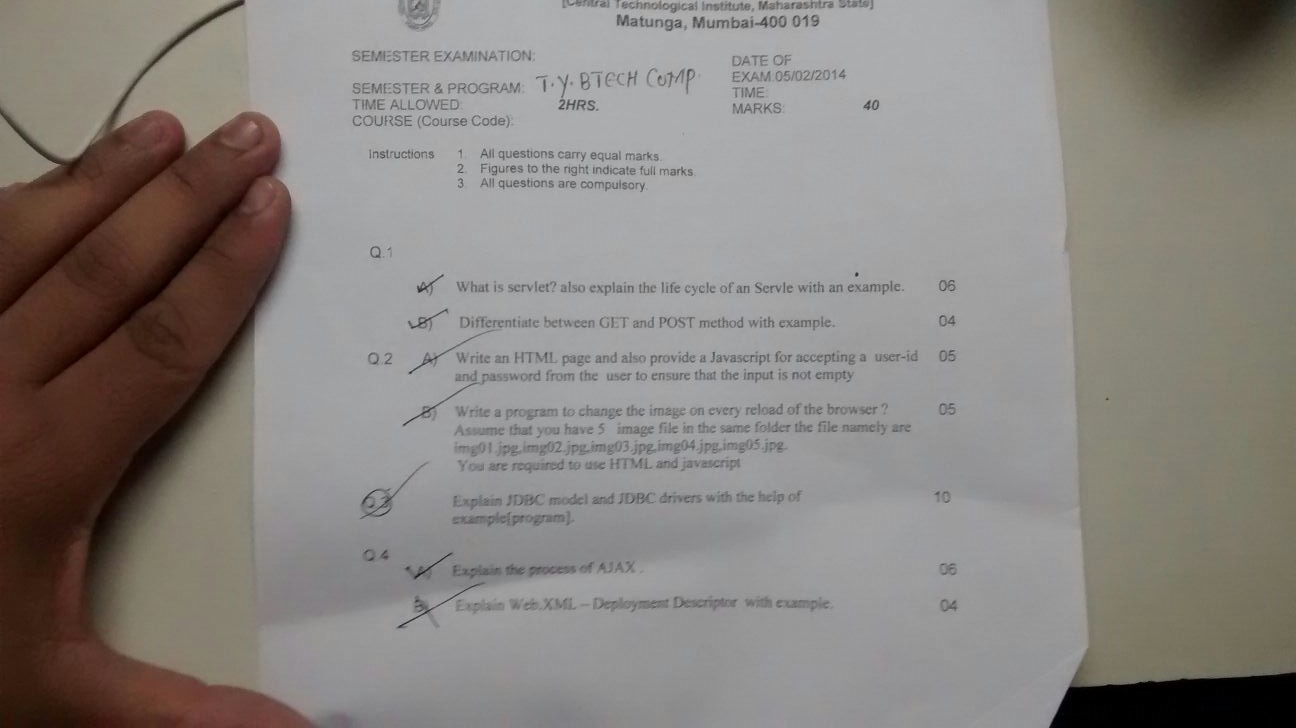 [Central Technological Institute, Maharashtra State]
Matunga, Mumbai-400 019
SEMESTER EXAMINATION:
SEMESTER & PROGRAM: T.Y. BTECH COMP.
TIME ALLOWED: 2HRS.
COURSE (Course Code):
DATE OF
EXAM:05/02/2014
TIME:
MARKS: 40
Instructions 1. All questions carry equal marks.
2. Figures to the right indicate full marks.
3. All questions are compulsory.
Q.1
A) What is servlet? also explain the life cycle of an Servle with an example. 06
B) Differentiate between GET and POST method with example. 04
Q.2 A) Write an HTML page and also provide a Javascript for accepting a user-id 05
and password from the user to ensure that the input is not empty
B) Write a program to change the image on every reload of the browser ? 05
Assume that you have 5 image file in the same folder the file namely are
img01.jpg,img02.jpg,img03.jpg,img04.jpg,img05.jpg.
You are required to use HTML and javascript
Q.3 Explain JDBC model and JDBC drivers with the help of 10
example[program].
Q.4
A) Explain the process of AJAX . 06
B) Explain Web.XML – Deployment Descriptor with example. 04